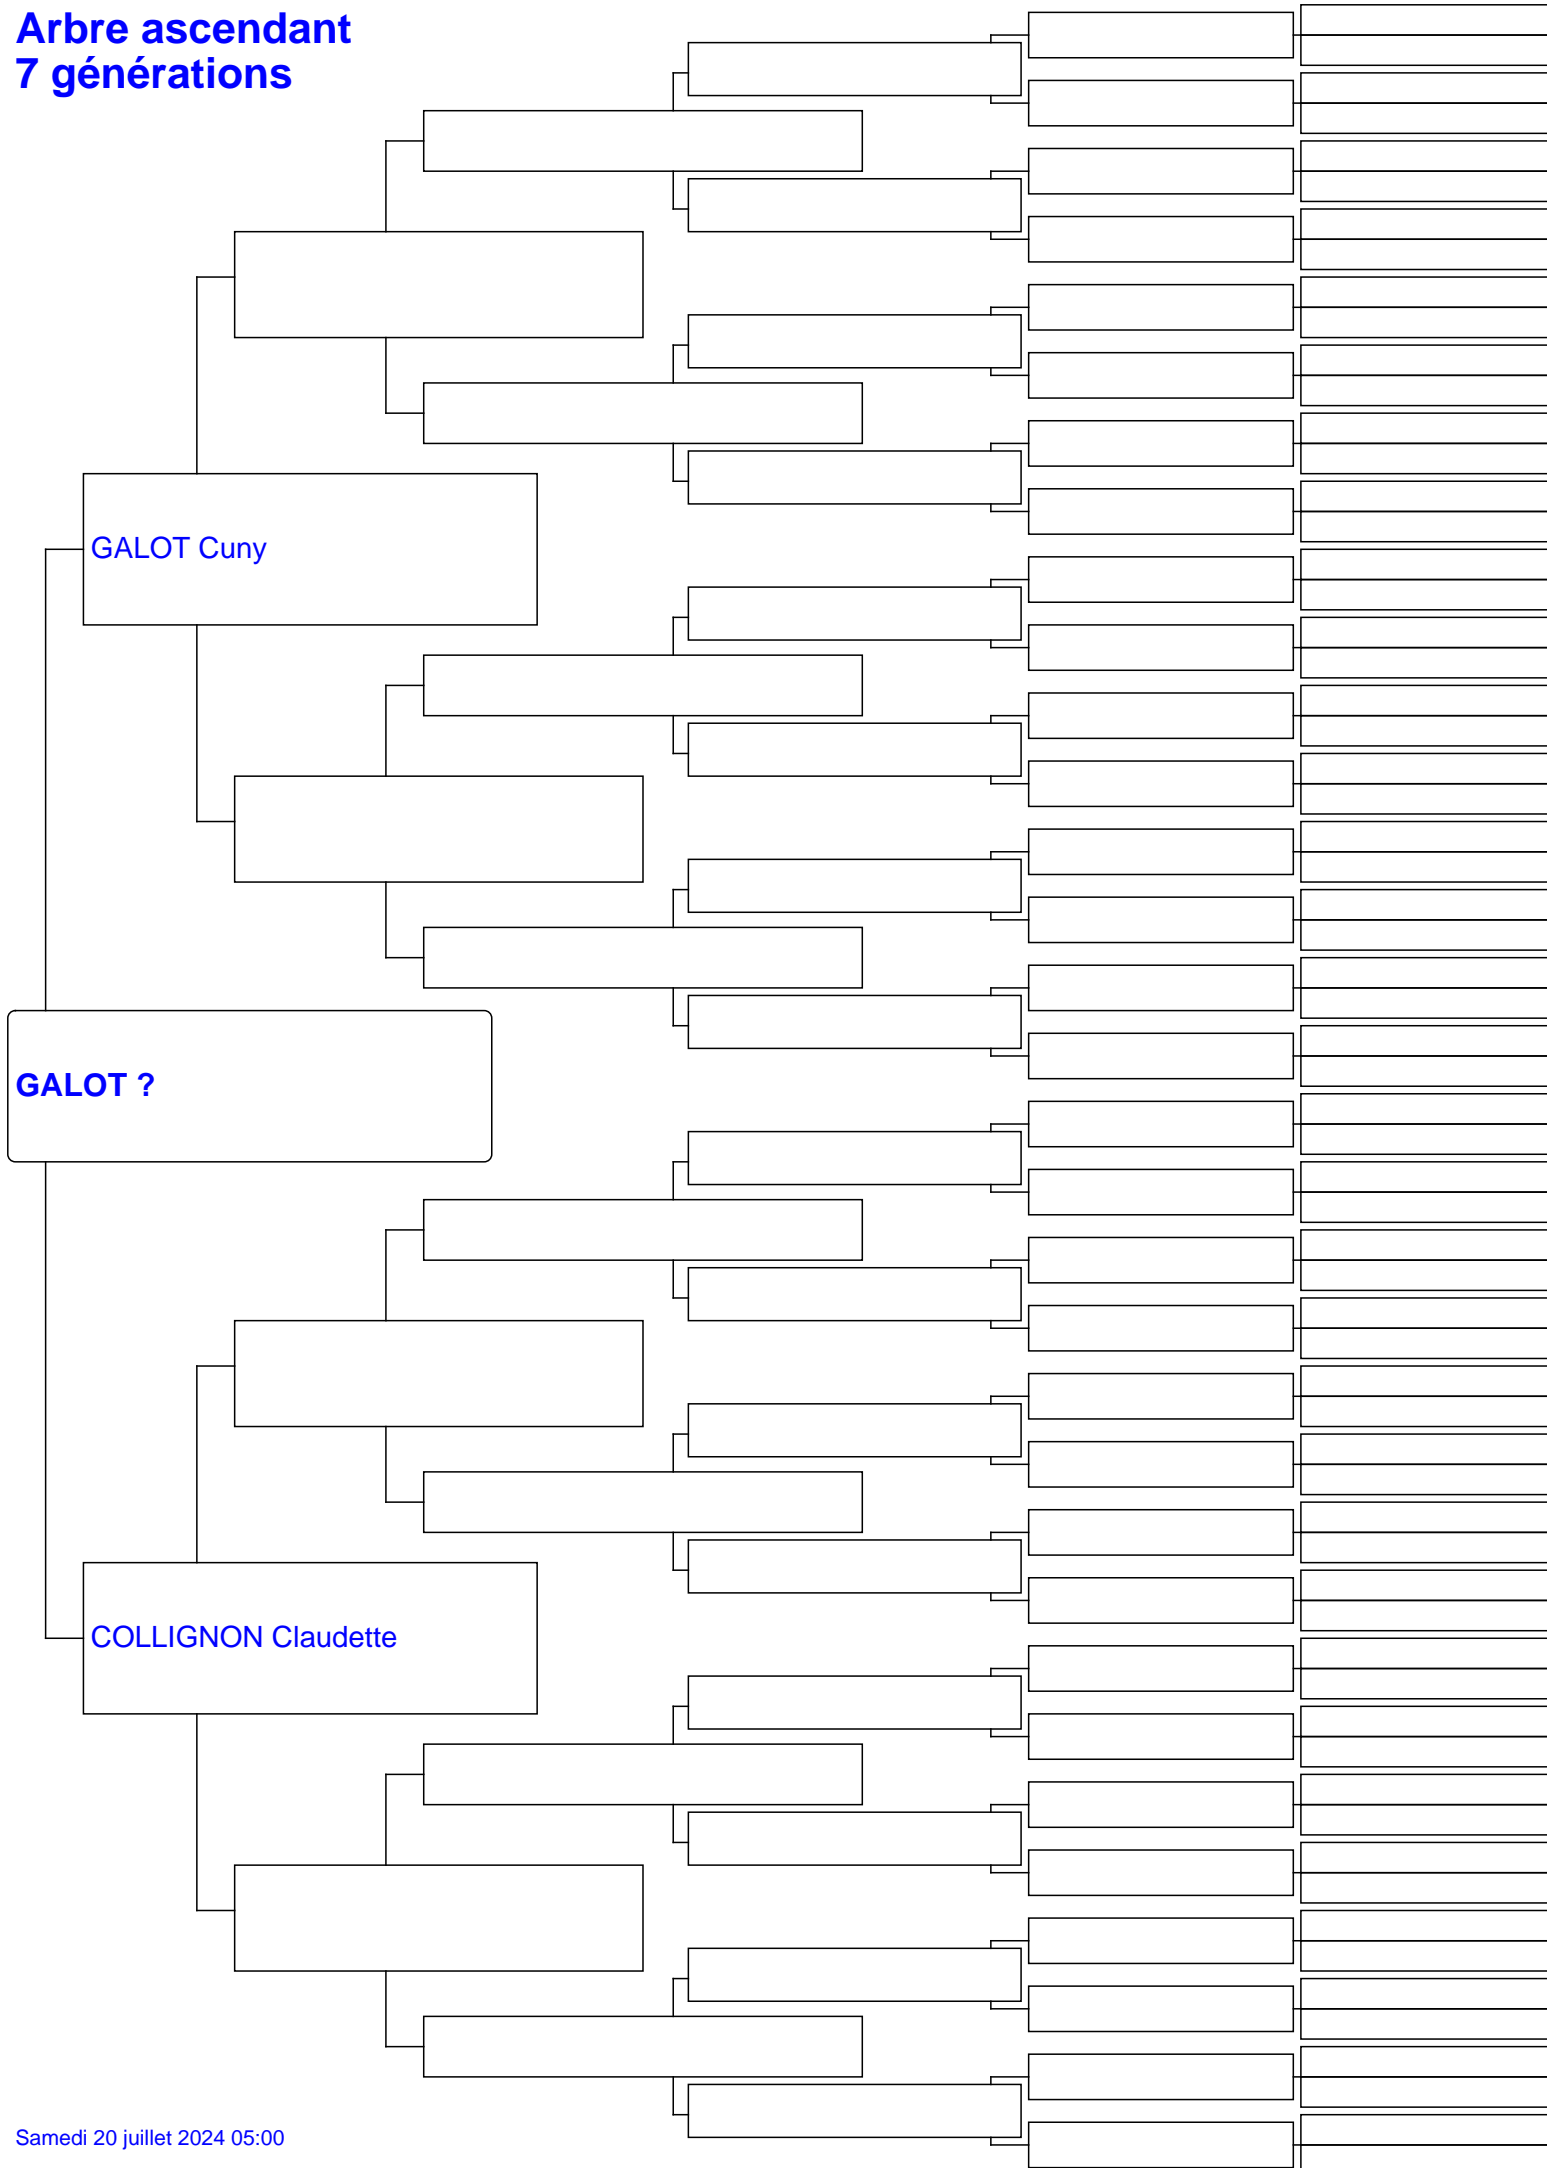 Arbre ascendant
7 générations
GALOT Cuny
GALOT ?
COLLIGNON Claudette
Samedi 20 juillet 2024 05:00